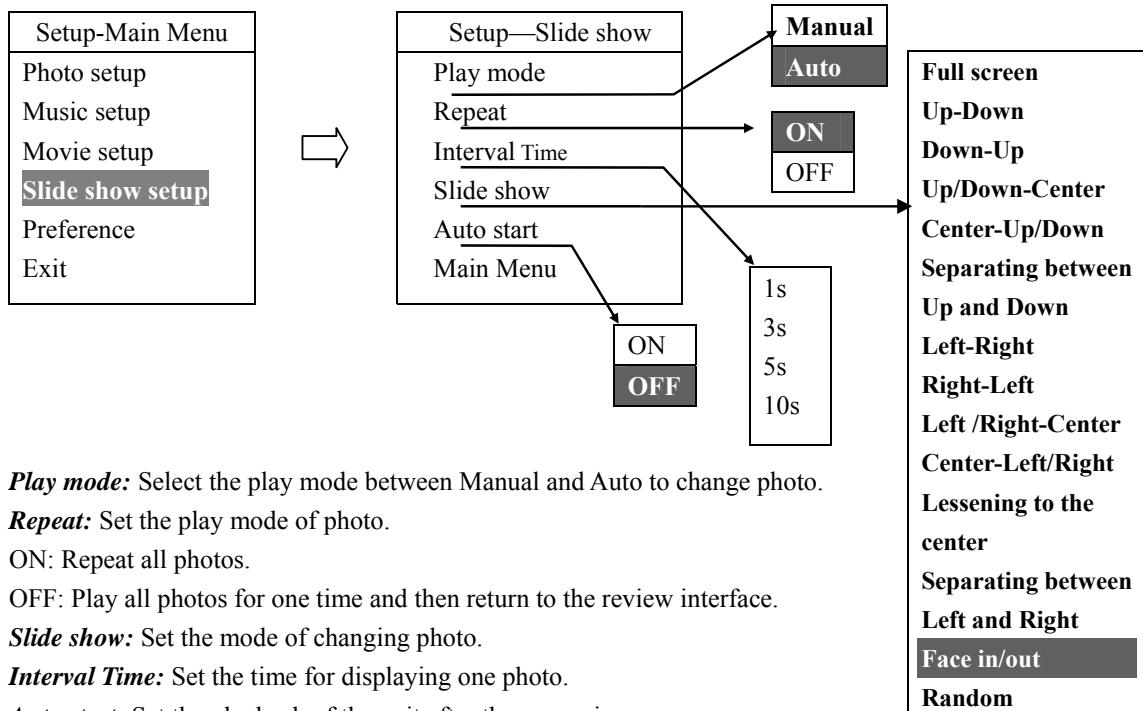 Setup-Main Menu
Photo setup
Music setup
Movie setup
Slide show setup
Preference
Exit
Setup—Slide show
Play mode
Repeat
Interval Time
Slide show
Auto start
Main Menu
Manual
Auto
ON
OFF
1s
3s
5s
10s
ON
OFF
Full screen
Up-Down
Down-Up
Up/Down-Center
Center-Up/Down
Separating between
Up and Down
Left-Right
Right-Left
Left /Right-Center
Center-Left/Right
Lessening to the
center
Separating between
Left and Right
Face in/out
Random
Play mode: Select the play mode between Manual and Auto to change photo.
Repeat: Set the play mode of photo.
ON: Repeat all photos.
OFF: Play all photos for one time and then return to the review interface.
Slide show: Set the mode of changing photo.
Interval Time: Set the time for displaying one photo.